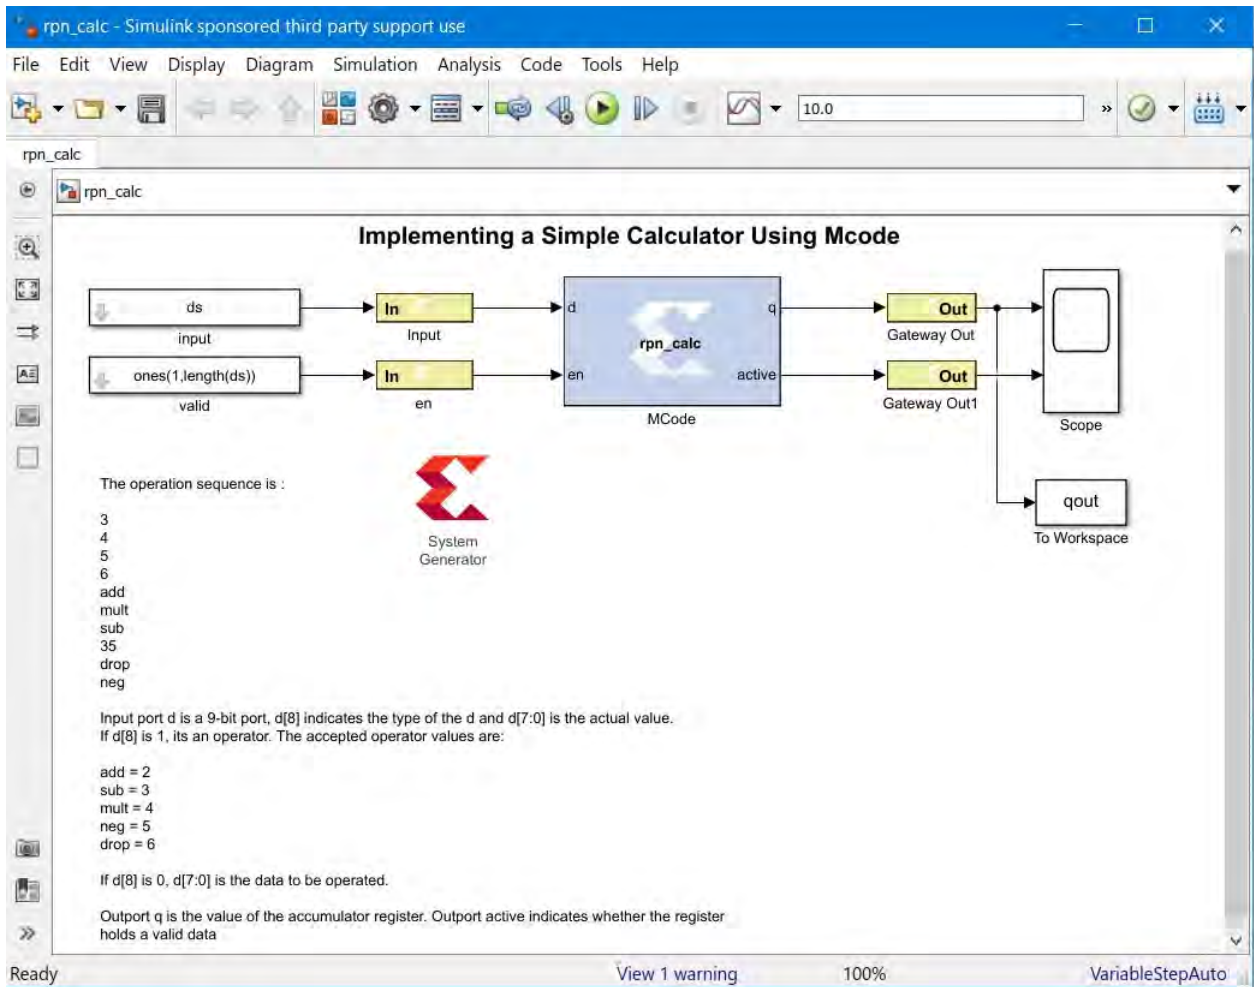 rpn_calc - Simulink sponsored third party support use
File Edit View Display Diagram Simulation Analysis Code Tools Help
10.0 »
rpn_calc
rpn_calc
Implementing a Simple Calculator Using Mcode
ds
input
In
Input
d
q
rpn_calc
Out
Gateway Out
ones(1,length(ds))
valid
In
en
en
active
MCode
Out
Gateway Out1
Scope
qout
To Workspace
System
Generator
The operation sequence is :
3
4
5
6
add
mult
sub
35
drop
neg
Input port d is a 9-bit port, d[8] indicates the type of the d and d[7:0] is the actual value.
If d[8] is 1, its an operator. The accepted operator values are:
add = 2
sub = 3
mult = 4
neg = 5
drop = 6
If d[8] is 0, d[7:0] is the data to be operated.
Outport q is the value of the accumulator register. Outport active indicates whether the register
holds a valid data
Ready View 1 warning 100% VariableStepAuto